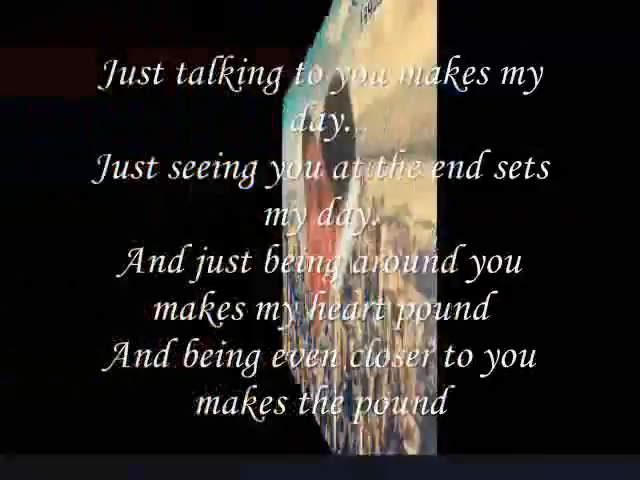 Just talking to you makes my
day.
Just seeing you at the end sets
my day.
And just being around you
makes my heart pound
And being even closer to you
makes the pound